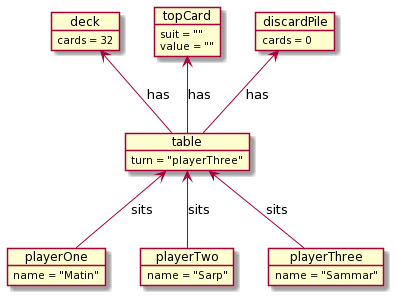 deck
cards = 32
topCard
suit = ""
value = ""
discardPile
cards = 0
has
has
has
table
turn = "playerThree"
sits
sits
sits
playerOne
name = "Matin"
playerTwo
name = "Sarp"
playerThree
name = "Sammar"